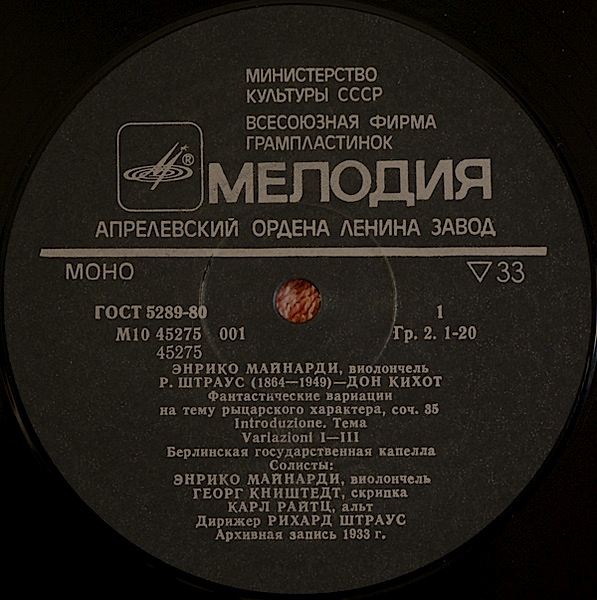 МИНИСТЕРСТВО
КУЛЬТУРЫ СССР
ВСЕСОЮЗНАЯ ФИРМА
ГРАМПЛАСТИНОК
®
МЕЛОДИЯ
АПРЕЛЕВСКИЙ ОРДЕНА ЛЕНИНА ЗАВОД
МОНО ▽33
ГОСТ 5289-80 1
М10 45275 001 Гр. 2. 1-20
45275
ЭНРИКО МАЙНАРДИ, виолончель
Р. ШТРАУС (1864—1949)—ДОН КИХОТ
Фантастические вариации
на тему рыцарского характера, соч. 35
Introduzione. Тема
Variazioni I—III
Берлинская государственная капелла
Солисты:
ЭНРИКО МАЙНАРДИ, виолончель
ГЕОРГ КНИШТЕДТ, скрипка
КАРЛ РАЙТЦ, альт
Дирижер РИХАРД ШТРАУС
Архивная запись 1933 г.